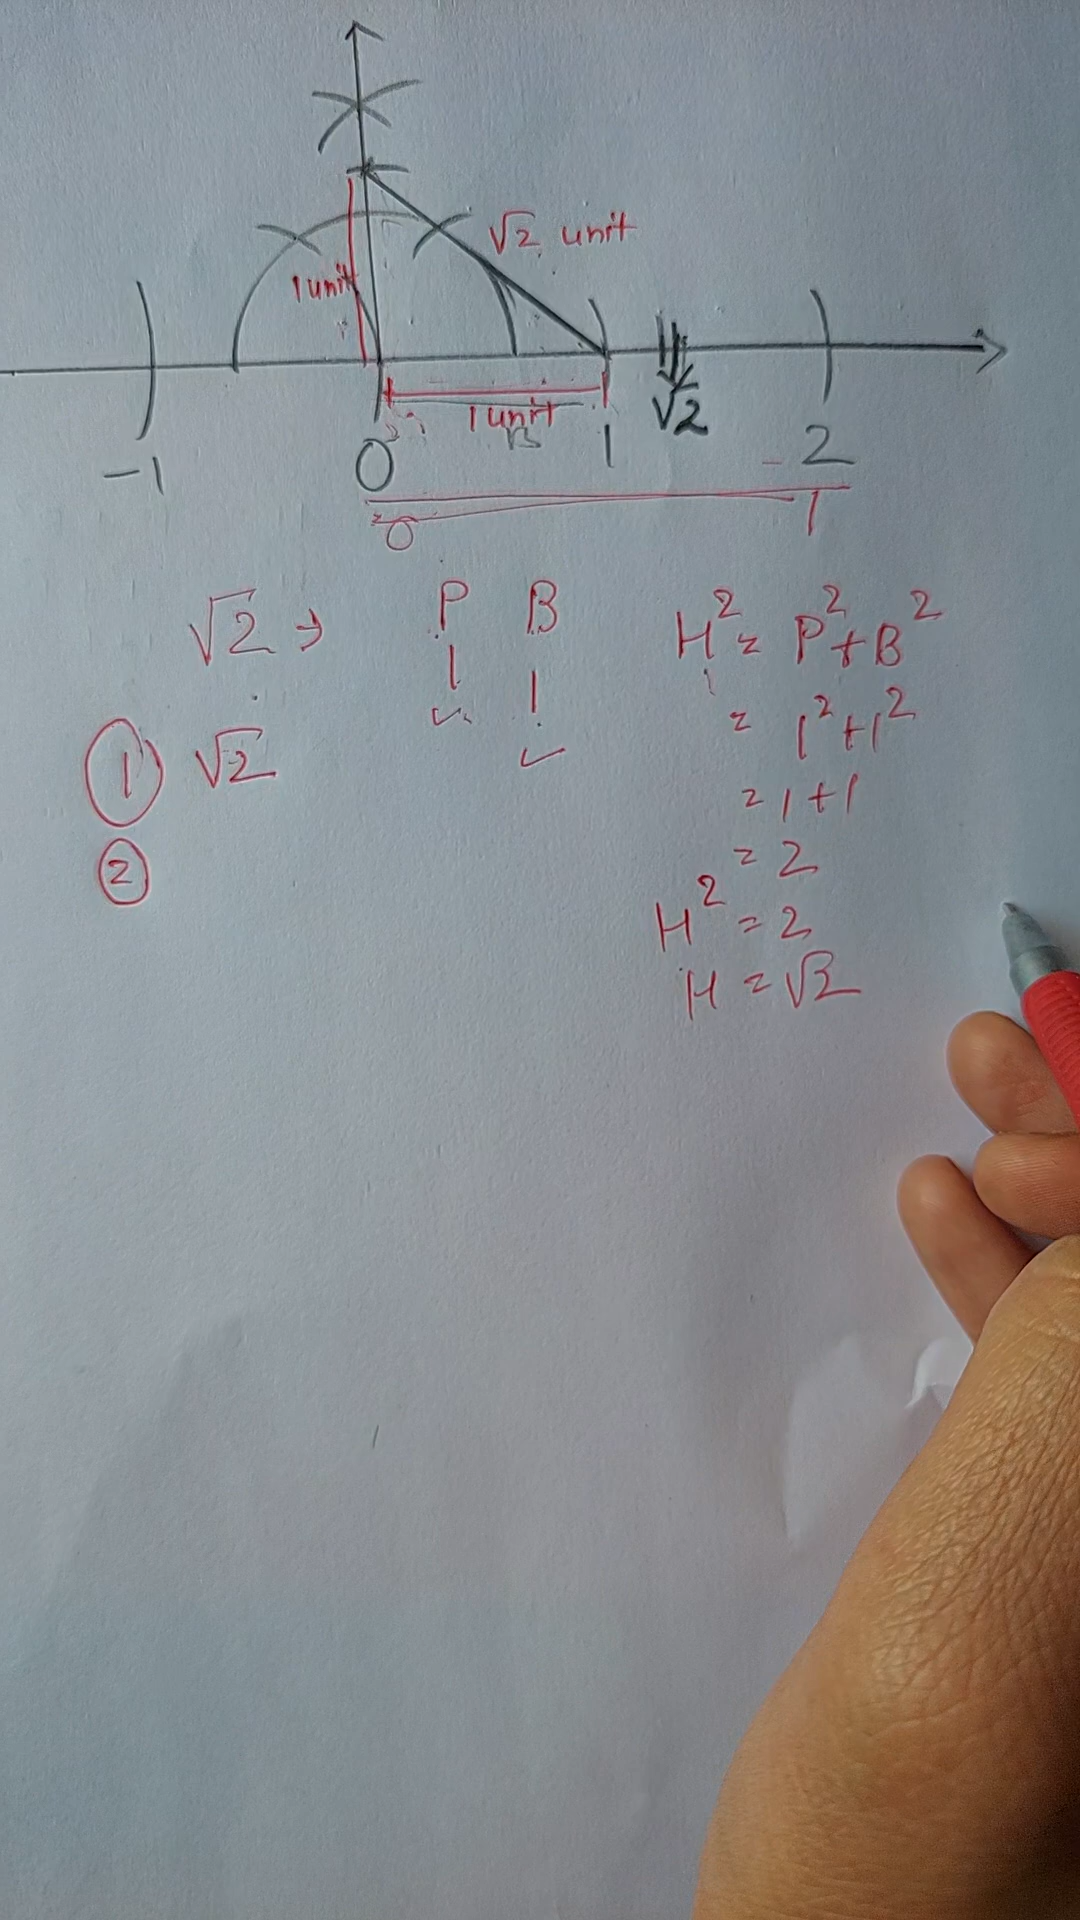 √2 unit
1 unit
√2
1 unit
-1 0 1 2
0 1
√2 → P B
1 1
① √2
②
H² = P² + B²
= 1² + 1²
= 1 + 1
= 2
H² = 2
H = √2